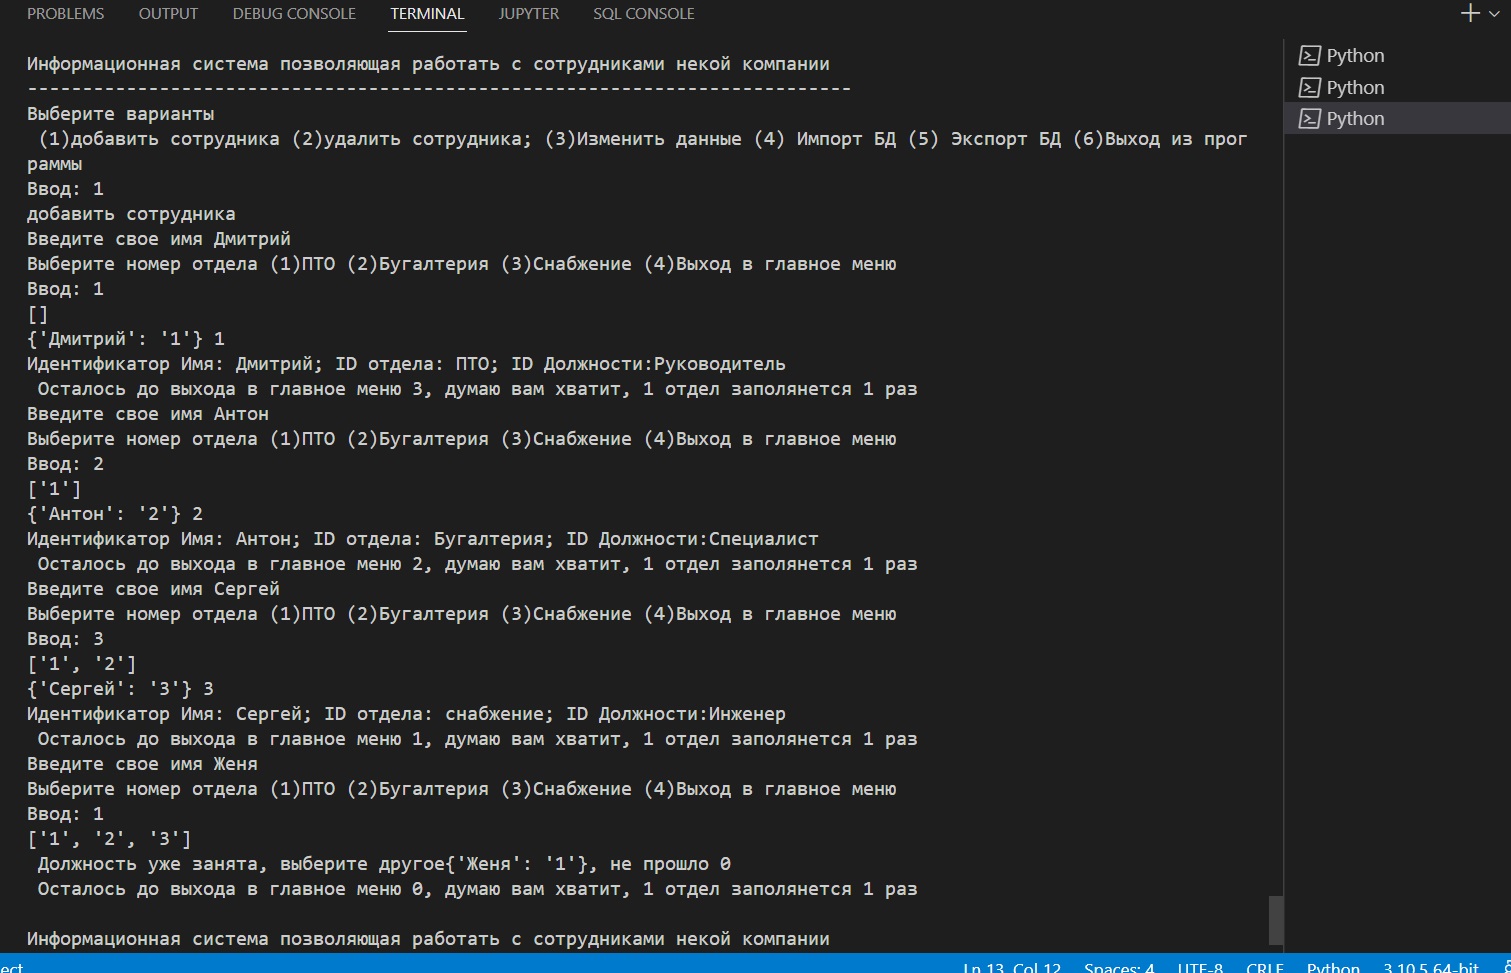 PROBLEMS OUTPUT DEBUG CONSOLE TERMINAL JUPYTER SQL CONSOLE
Информационная система позволяющая работать с сотрудниками некой компании
---------------------------------------------------------------------------
Выберите варианты
(1)добавить сотрудника (2)удалить сотрудника; (3)Изменить данные (4) Импорт БД (5) Экспорт БД (6)Выход из прог
раммы
Ввод: 1
добавить сотрудника
Введите свое имя Дмитрий
Выберите номер отдела (1)ПТО (2)Бугалтерия (3)Снабжение (4)Выход в главное меню
Ввод: 1
[]
{'Дмитрий': '1'} 1
Идентификатор Имя: Дмитрий; ID отдела: ПТО; ID Должности:Руководитель
Осталось до выхода в главное меню 3, думаю вам хватит, 1 отдел заполянется 1 раз
Введите свое имя Антон
Выберите номер отдела (1)ПТО (2)Бугалтерия (3)Снабжение (4)Выход в главное меню
Ввод: 2
['1']
{'Антон': '2'} 2
Идентификатор Имя: Антон; ID отдела: Бугалтерия; ID Должности:Специалист
Осталось до выхода в главное меню 2, думаю вам хватит, 1 отдел заполянется 1 раз
Введите свое имя Сергей
Выберите номер отдела (1)ПТО (2)Бугалтерия (3)Снабжение (4)Выход в главное меню
Ввод: 3
['1', '2']
{'Сергей': '3'} 3
Идентификатор Имя: Сергей; ID отдела: снабжение; ID Должности:Инженер
Осталось до выхода в главное меню 1, думаю вам хватит, 1 отдел заполянется 1 раз
Введите свое имя Женя
Выберите номер отдела (1)ПТО (2)Бугалтерия (3)Снабжение (4)Выход в главное меню
Ввод: 1
['1', '2', '3']
Должность уже занята, выберите другое{'Женя': '1'}, не прошло 0
Осталось до выхода в главное меню 0, думаю вам хватит, 1 отдел заполянется 1 раз
Информационная система позволяющая работать с сотрудниками некой компании
Python
Python
Python
ect Ln 13, Col 12 Spaces: 4 UTF-8 CRLF Python 3.10.5 64-bit